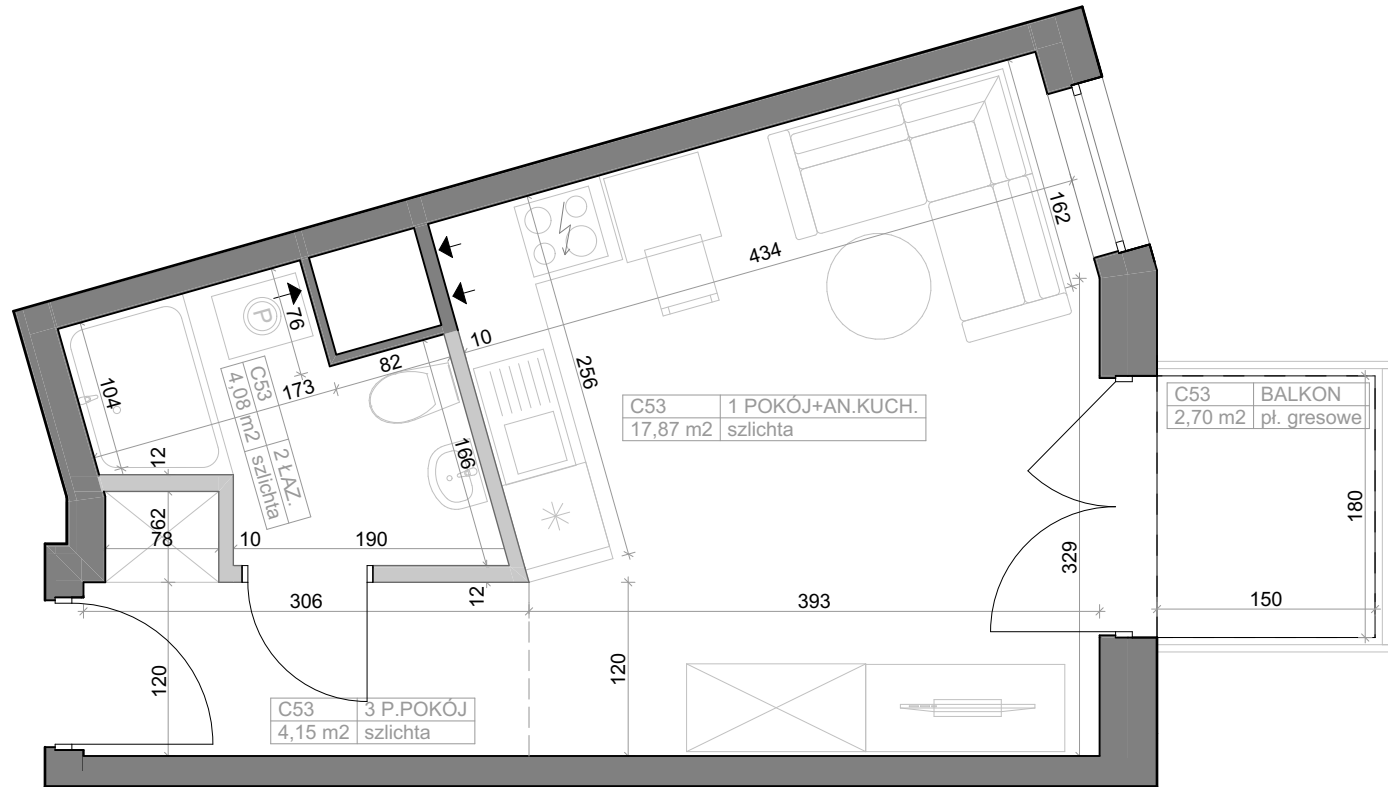 162
434
76
P
10
82
256
173
104
C53 2 ŁAZ.
4,08 m2 szlichta
C53 1 POKÓJ+AN.KUCH.
17,87 m2 szlichta
C53 BALKON
2,70 m2 pł. gresowe
166
12
62
78
10
190
180
329
12
306
393
150
120
120
C53 3 P.POKÓJ
4,15 m2 szlichta